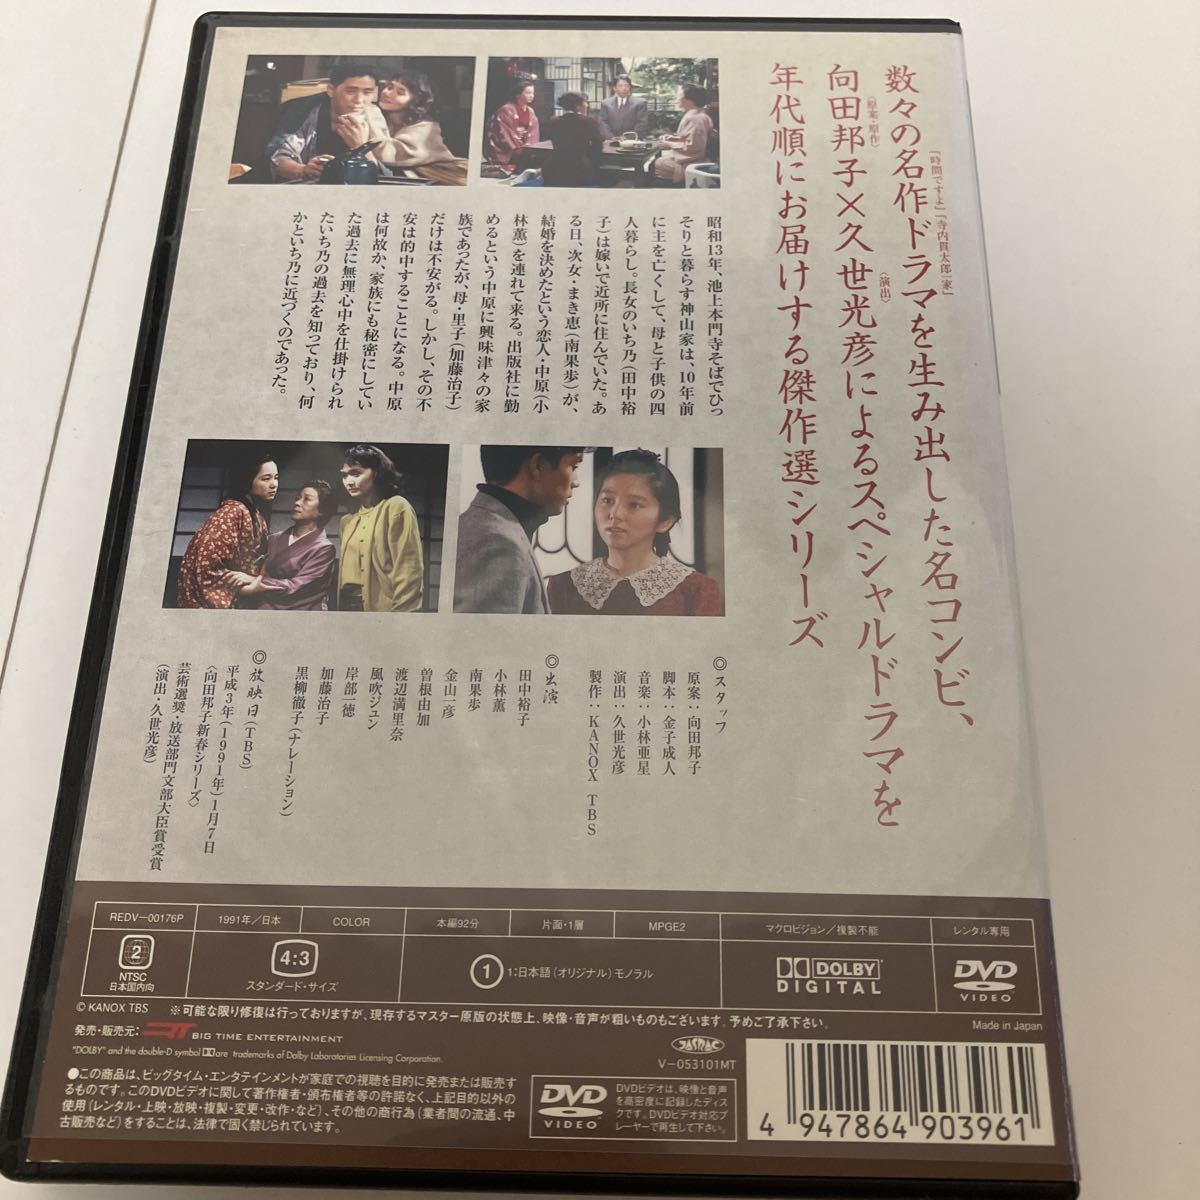 数々の名作ドラマを生み出した名コンビ、
「時間ですよ」「寺内貫太郎一家」
向田邦子×久世光彦によるスペシャルドラマを
〈原案・原作〉
〈演出〉
年代順にお届けする傑作選シリーズ
昭和13年、池上本門寺そばでひっ
そりと暮らす神山家は、10年前
に主を亡くして、母と子供の四
人暮らし。長女のいち乃(田中裕
子)は嫁いで近所に住んでいた。あ
る日、次女・まき恵(南果歩)が、
結婚を決めたという恋人・中原(小
林薫)を連れて来る。出版社に勤
めるという中原に興味津々の家
族であったが、母・里子(加藤治子)
だけは不安がる。しかし、その不
安は的中することになる。中原
は何故か、家族にも秘密にしてい
た過去に無理心中を仕掛けられ
たいち乃の過去を知っており、何
かといち乃に近づくのであった。
◎スタッフ
原案:向田邦子
脚本:金子成人
音楽:小林亜星
演出:久世光彦
製作:KANOX TBS
◎出演
田中裕子
小林薫
南果歩
金山一彦
曽根由加
渡辺満里奈
風吹ジュン
岸部一徳
加藤治子
黒柳徹子(ナレーション)
◎放映日(TBS)
平成3年(1991年)1月7日
〈向田邦子新春シリーズ〉
芸術選奨・放送部門文部大臣賞受賞
(演出・久世光彦)
REDV-00176P
1991年/日本
COLOR
本編92分
片面・1層
MPGE2
マクロビジョン/複製不能
レンタル専用
2
NTSC
日本国内向
4:3
スタンダード・サイズ
1
1:日本語(オリジナル)モノラル
DOLBY
DIGITAL
DVD
VIDEO
© KANOX TBS ※可能な限り修復は行っておりますが、現存するマスター原版の状態上、映像・音声が粗いものもございます。予めご了承下さい。
Made in Japan
発売・販売元: BIG TIME ENTERTAINMENT
"DOLBY" and the double-D symbol are trademarks of Dolby Laboratories Licensing Corporation.
JASRAC
V-053101MT
●この商品は、ビッグタイム・エンタテインメントが家庭での視聴を目的に発売または販売す
るものです。このDVDビデオに関して著作権者・頒布権者等の許諾なく、上記目的以外の
使用(レンタル・上映・放映・複製・変更・改作・など)、その他の商行為(業者間の流通、中
古販売など)をすることは、法律で固く禁じられています。
DVD
VIDEO
DVDビデオは、映像と音声
を高密度に記録したディス
クです。DVDビデオ対応プ
レーヤーで再生して下さい。
4 947864 903961